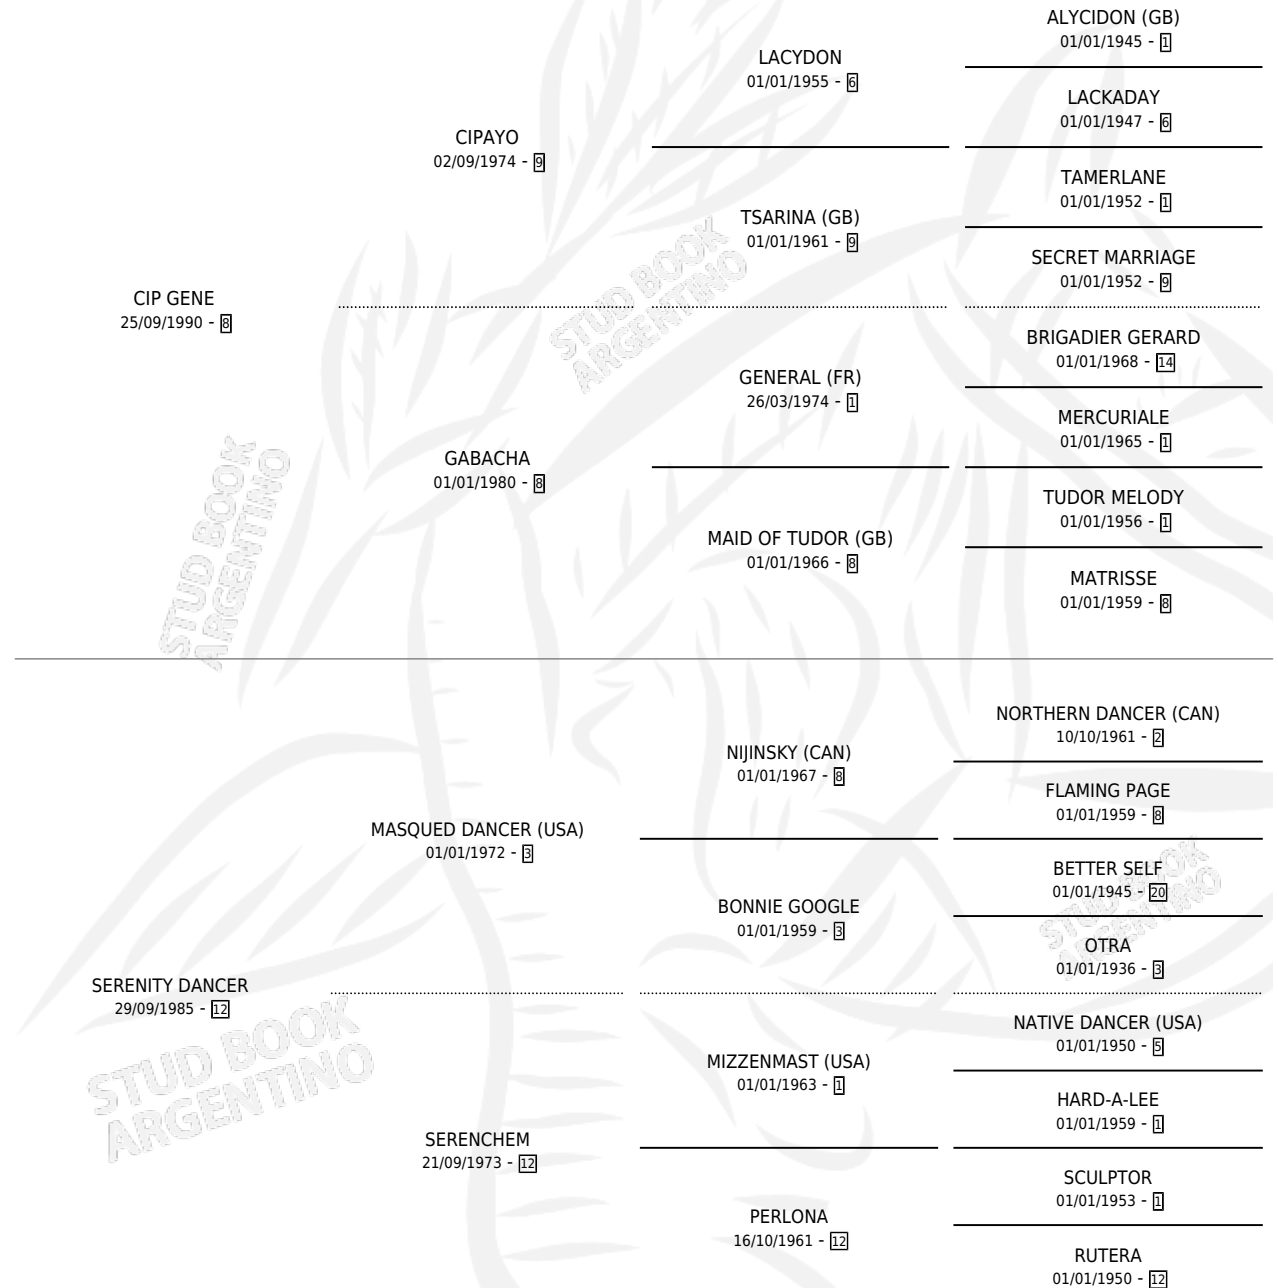 CIP GENE
25/09/1990 - 8
CIPAYO
02/09/1974 - 9
LACYDON
01/01/1955 - 6
ALYCIDON (GB)
01/01/1945 - 1
LACKADAY
01/01/1947 - 6
TSARINA (GB)
01/01/1961 - 9
TAMERLANE
01/01/1952 - 1
SECRET MARRIAGE
01/01/1952 - 9
GABACHA
01/01/1980 - 8
GENERAL (FR)
26/03/1974 - 1
BRIGADIER GERARD
01/01/1968 - 14
MERCURIALE
01/01/1965 - 1
MAID OF TUDOR (GB)
01/01/1966 - 8
TUDOR MELODY
01/01/1956 - 1
MATRISSE
01/01/1959 - 8
SERENITY DANCER
29/09/1985 - 12
MASQUED DANCER (USA)
01/01/1972 - 3
NIJINSKY (CAN)
01/01/1967 - 8
NORTHERN DANCER (CAN)
10/10/1961 - 2
FLAMING PAGE
01/01/1959 - 8
BONNIE GOOGLE
01/01/1959 - 3
BETTER SELF
01/01/1945 - 20
OTRA
01/01/1936 - 3
SERENCHEM
21/09/1973 - 12
MIZZENMAST (USA)
01/01/1963 - 1
NATIVE DANCER (USA)
01/01/1950 - 5
HARD-A-LEE
01/01/1959 - 1
PERLONA
16/10/1961 - 12
SCULPTOR
01/01/1953 - 1
RUTERA
01/01/1950 - 12
STUD BOOK
ARGENTINO
STUD BOOK
ARGENTINO
STUD BOOK
ARGENTINO
STUD BOOK
ARGENTINO